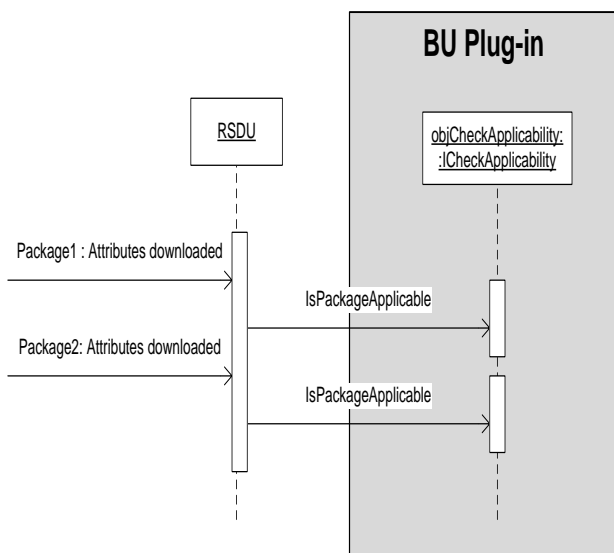 BU Plug-in
RSDU
objCheckApplicability:
:ICheckApplicability
Package1 : Attributes downloaded
IsPackageApplicable
Package2: Attributes downloaded
IsPackageApplicable